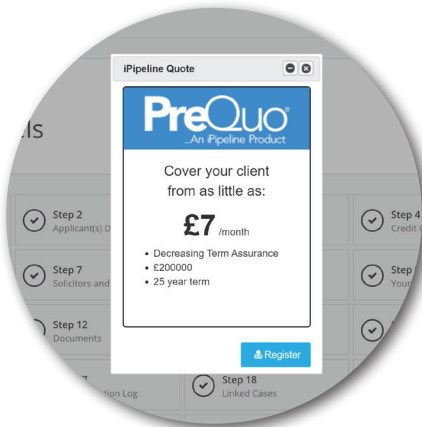 els
iPipeline Quote
PreQuo®
...An iPipeline Product
Cover your client
from as little as:
£7 /month
• Decreasing Term Assurance
• £200000
• 25 year term
Register
Step 2
Applicant(s) D
Step 4
Credit
Step 7
Solicitors and
Step
Your
Step 12
Documents
7
tion Log
Step 18
Linked Cases